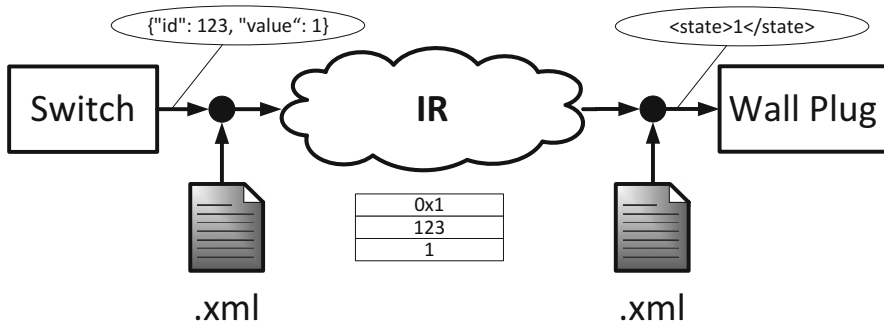 {"id": 123, "value“: 1}
<state>1</state>
Switch
IR
Wall Plug
0x1
123
1
.xml
.xml